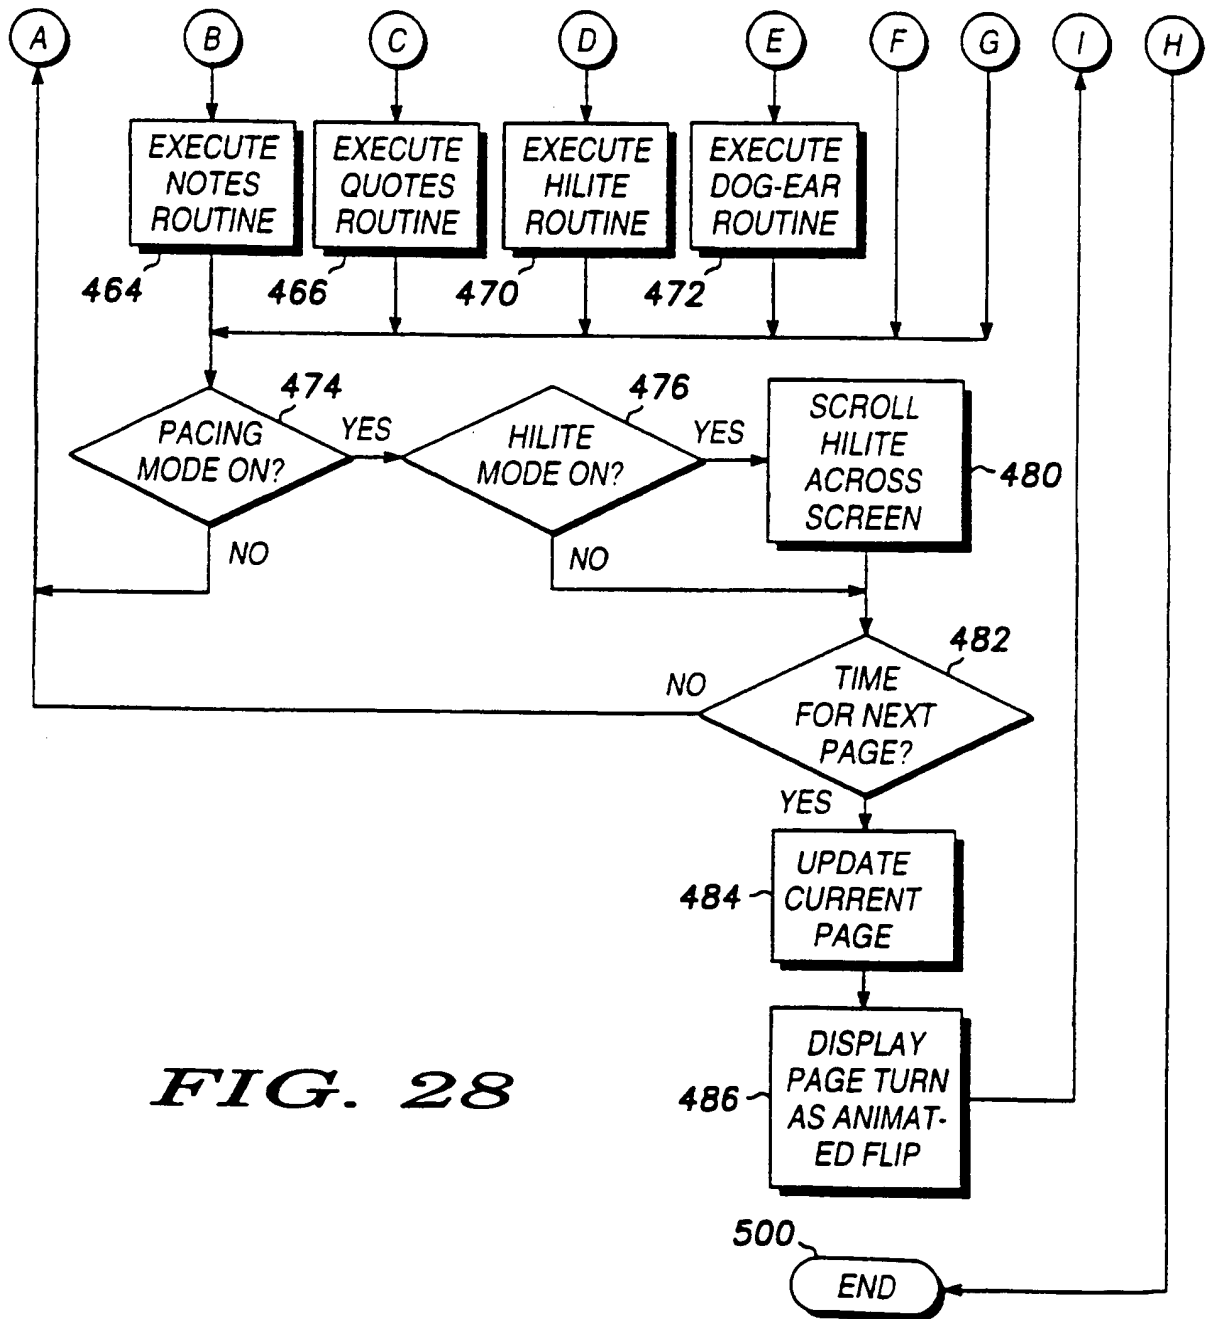 A B C D E F G I H
EXECUTE
NOTES
ROUTINE
464
EXECUTE
QUOTES
ROUTINE
466
EXECUTE
HILITE
ROUTINE
470
EXECUTE
DOG-EAR
ROUTINE
472
PACING
MODE ON?
474
YES
NO
HILITE
MODE ON?
476
YES
NO
SCROLL
HILITE
ACROSS
SCREEN
480
TIME
FOR NEXT
PAGE?
482
NO
YES
UPDATE
CURRENT
PAGE
484
DISPLAY
PAGE TURN
AS ANIMAT-
ED FLIP
486
FIG. 28
500
END